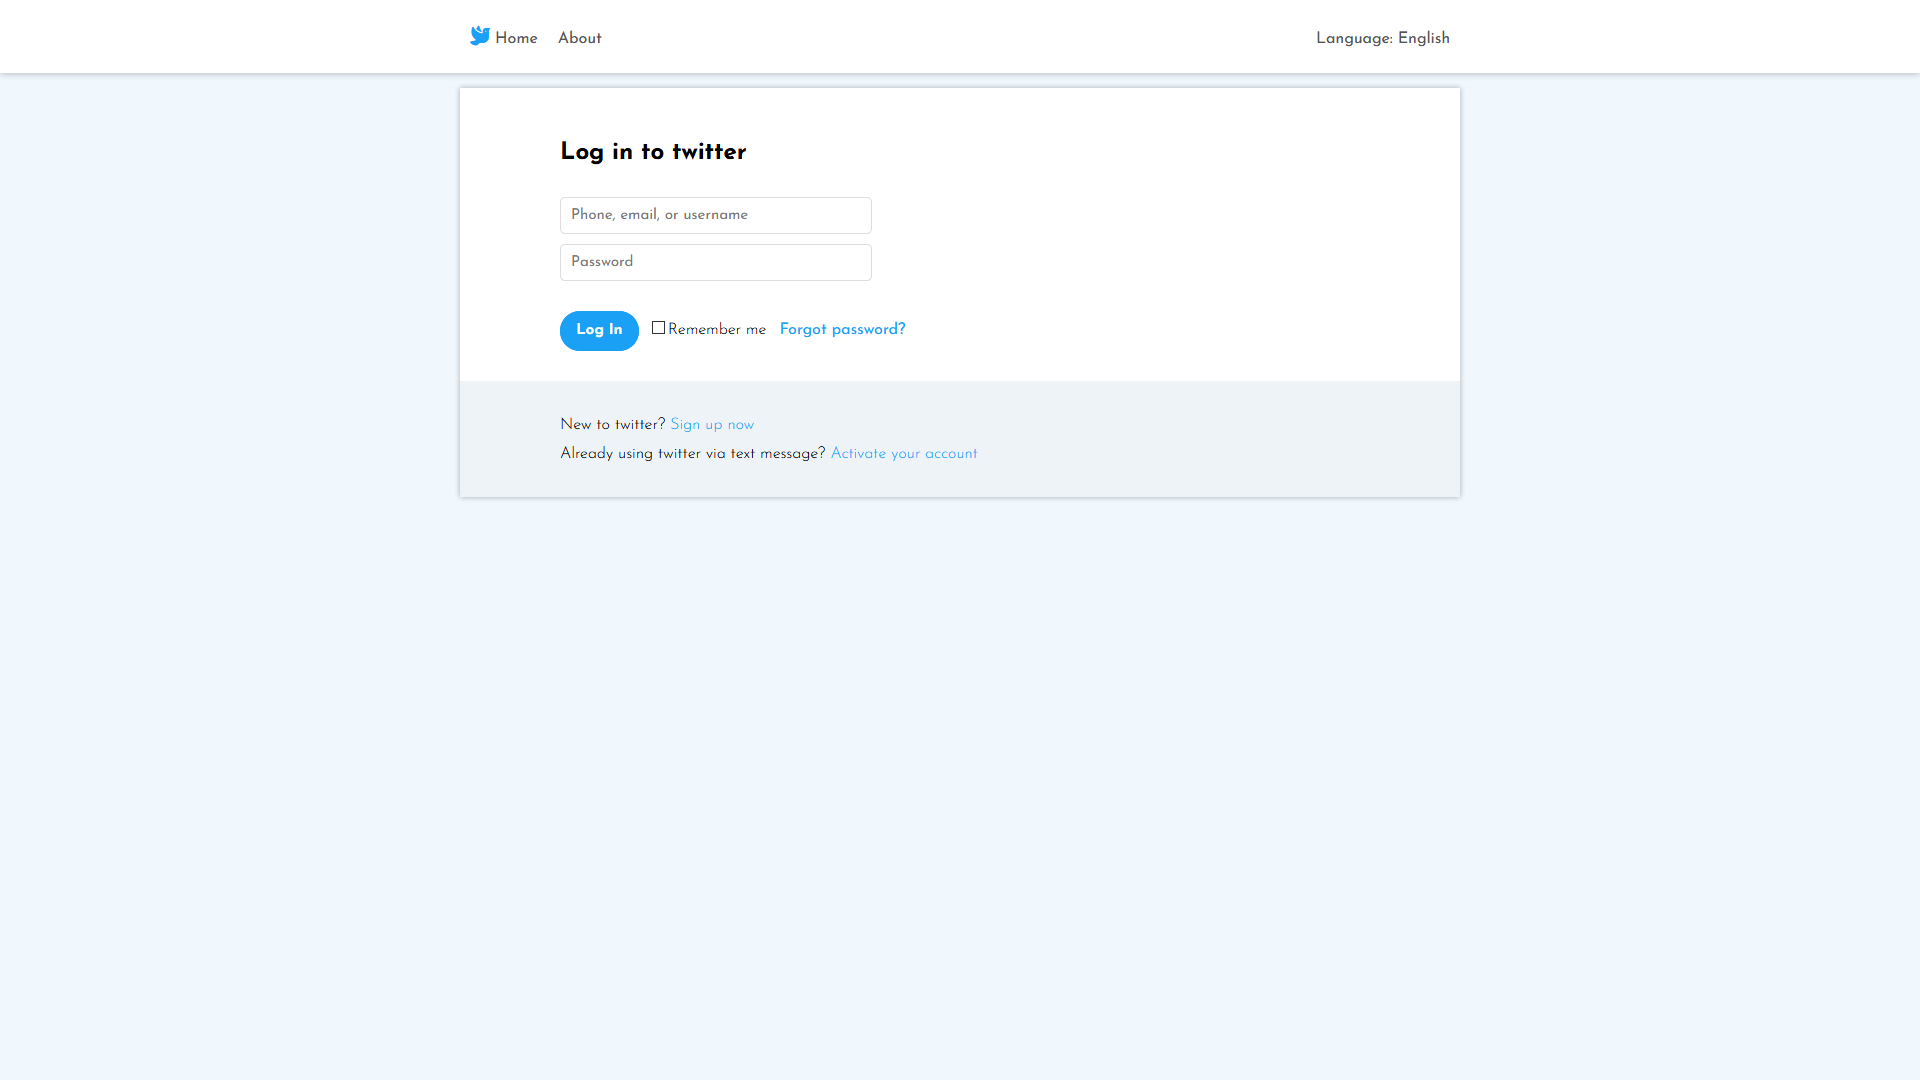 Home About Language: English
Log in to twitter
Phone, email, or username
Password
Log In Remember me Forgot password?
New to twitter? Sign up now
Already using twitter via text message? Activate your account